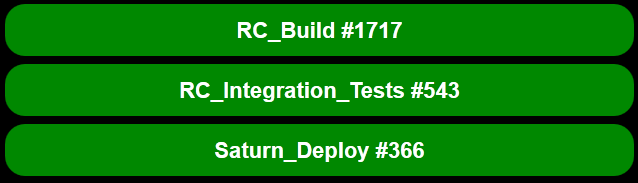 RC_Build #1717
RC_Integration_Tests #543
Saturn_Deploy #366